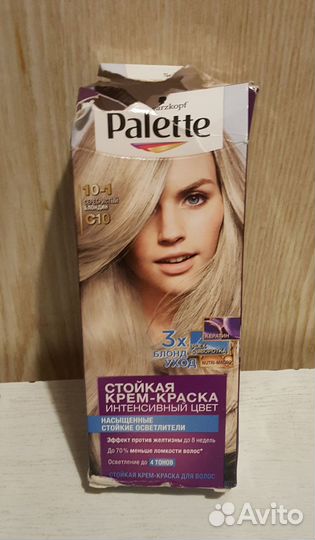 Schwarzkopf
Palette
10-1
СЕРЕБРИСТЫЙ
БЛОНДИН
C10
3x
БЛОНД
УХОД
КЕРАТИН
СЫВОРОТКА
СТОЙКАЯ
КРЕМ-КРАСКА
ИНТЕНСИВНЫЙ ЦВЕТ
НАСЫЩЕННЫЕ
СТОЙКИЕ ОСВЕТЛИТЕЛИ
Эффект против желтизны до 8 недель
До 70% меньше ломкости волос*
Осветление до 4 ТОНОВ
СТОЙКАЯ КРЕМ-КРАСКА ДЛЯ ВОЛОС
Avito